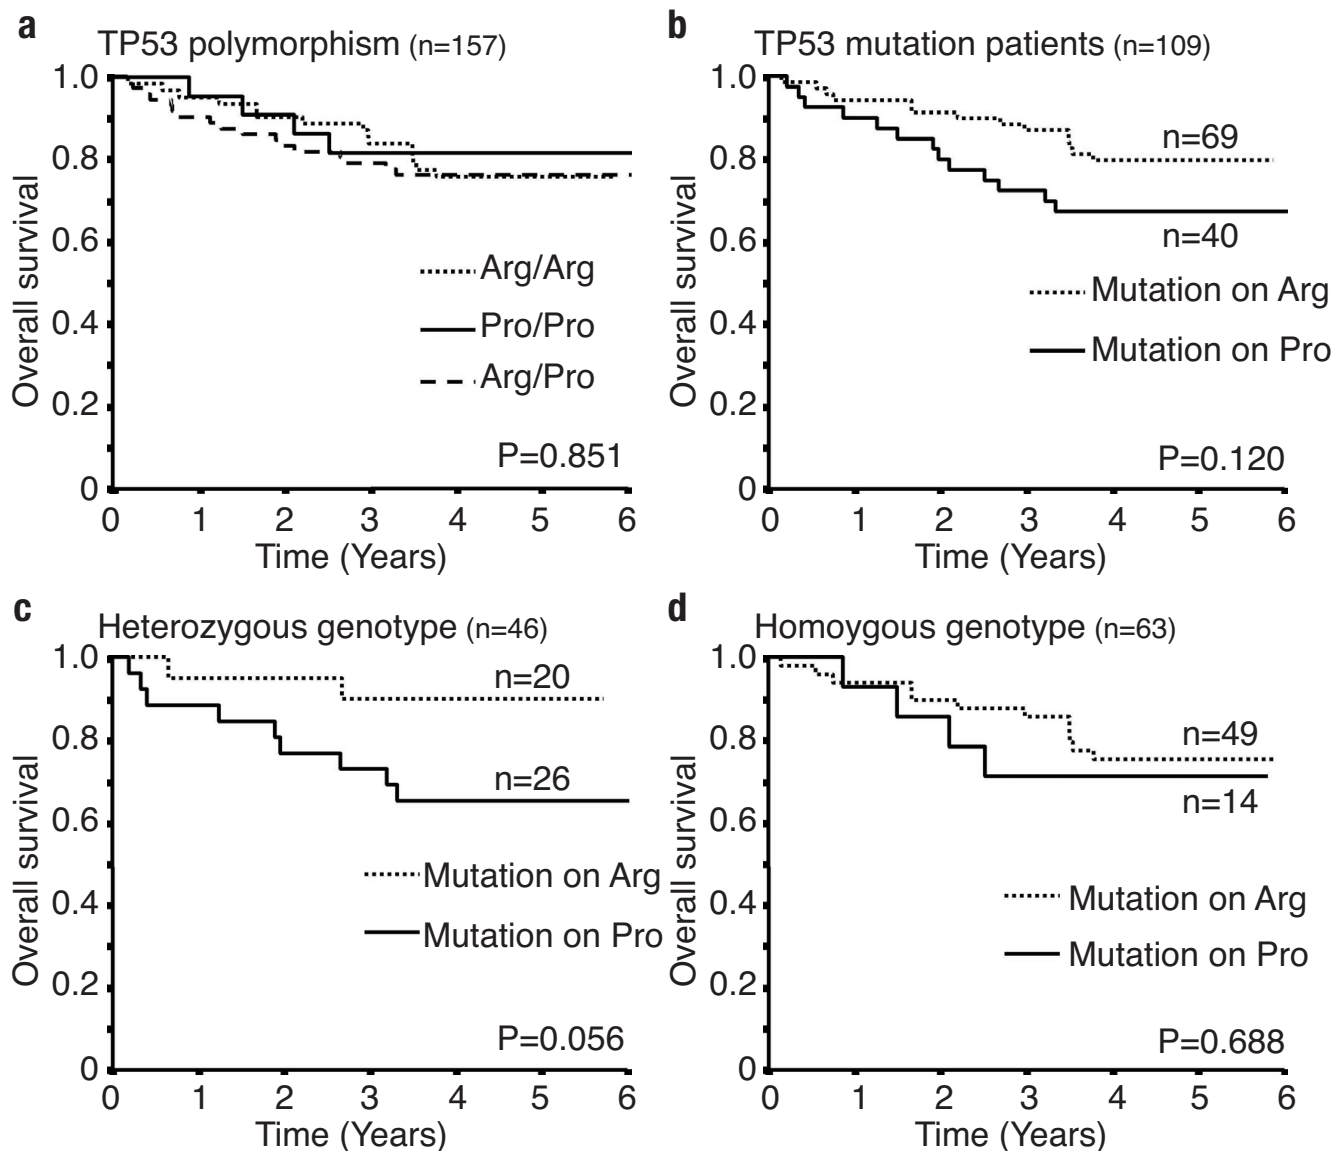 a
TP53 polymorphism (n=157)
1.0
0.8
0.6
0.4
0.2
0
Overall survival
Arg/Arg
Pro/Pro
Arg/Pro
P=0.851
0 1 2 3 4 5 6
Time (Years)
b
TP53 mutation patients (n=109)
1.0
0.8
0.6
0.4
0.2
0
Overall survival
n=69
n=40
Mutation on Arg
Mutation on Pro
P=0.120
0 1 2 3 4 5 6
Time (Years)
c
Heterozygous genotype (n=46)
1.0
0.8
0.6
0.4
0.2
0
Overall survival
n=20
n=26
Mutation on Arg
Mutation on Pro
P=0.056
0 1 2 3 4 5 6
Time (Years)
d
Homoygous genotype (n=63)
1.0
0.8
0.6
0.4
0.2
0
Overall survival
n=49
n=14
Mutation on Arg
Mutation on Pro
P=0.688
0 1 2 3 4 5 6
Time (Years)